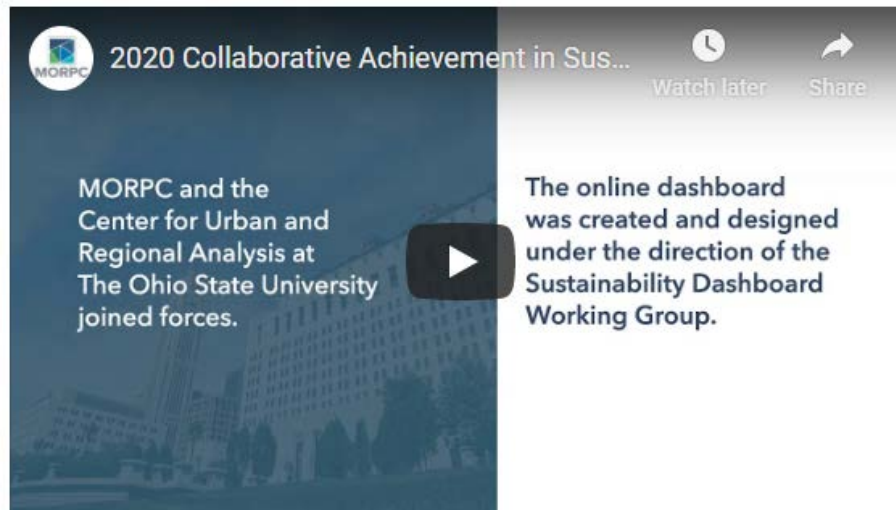 MORPC
2020 Collaborative Achievement in Sus...
Watch later
Share
MORPC and the
Center for Urban and
Regional Analysis at
The Ohio State University
joined forces.
The online dashboard
was created and designed
under the direction of the
Sustainability Dashboard
Working Group.